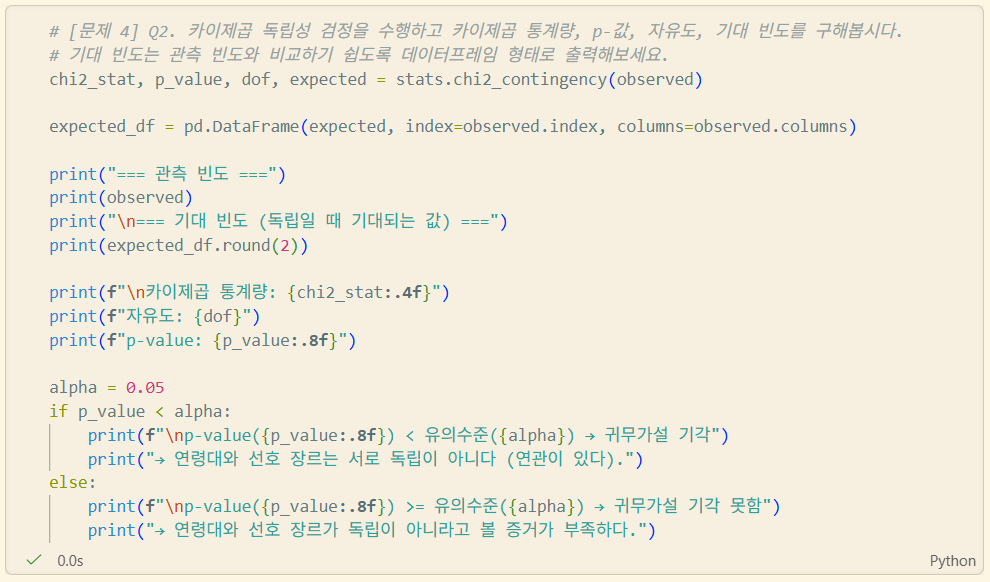 # [문제 4] Q2. 카이제곱 독립성 검정을 수행하고 카이제곱 통계량, p-값, 자유도, 기대 빈도를 구해봅시다.
# 기대 빈도는 관측 빈도와 비교하기 쉽도록 데이터프레임 형태로 출력해보세요.
chi2_stat, p_value, dof, expected = stats.chi2_contingency(observed)
expected_df = pd.DataFrame(expected, index=observed.index, columns=observed.columns)
print("=== 관측 빈도 ===")
print(observed)
print("\n=== 기대 빈도 (독립일 때 기대되는 값) ===")
print(expected_df.round(2))
print(f"\n카이제곱 통계량: {chi2_stat:.4f}")
print(f"자유도: {dof}")
print(f"p-value: {p_value:.8f}")
alpha = 0.05
if p_value < alpha:
    print(f"\np-value({p_value:.8f}) < 유의수준({alpha}) → 귀무가설 기각")
    print("→ 연령대와 선호 장르는 서로 독립이 아니다 (연관이 있다).")
else:
    print(f"\np-value({p_value:.8f}) >= 유의수준({alpha}) → 귀무가설 기각 못함")
    print("→ 연령대와 선호 장르가 독립이 아니라고 볼 증거가 부족하다.")
0.0s Python